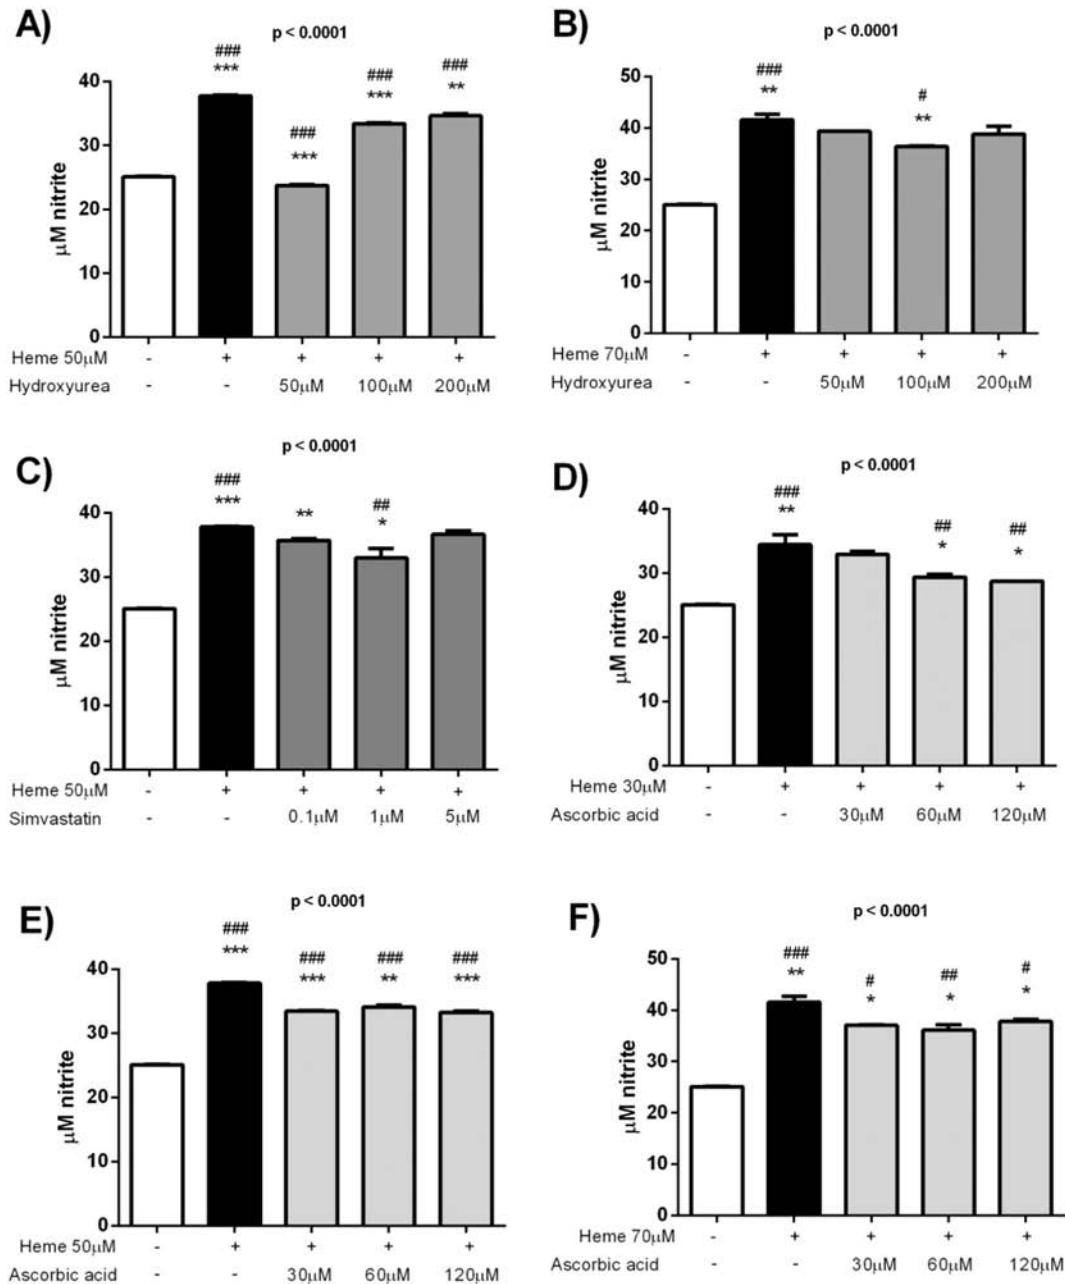 A)
p < 0.0001
### ### ###
*** *** **
###
***
40
30
20
10
0
μM nitrite
Heme 50μM - + + + +
Hydroxyurea - - 50μM 100μM 200μM
B)
p < 0.0001
###
** #
**
50
40
30
20
10
0
μM nitrite
Heme 70μM - + + + +
Hydroxyurea - - 50μM 100μM 200μM
C)
p < 0.0001
###
*** ** ##
*
40
30
20
10
0
μM nitrite
Heme 50μM - + + + +
Simvastatin - - 0.1μM 1μM 5μM
D)
p < 0.0001
###
** ## ##
* *
40
30
20
10
0
μM nitrite
Heme 30μM - + + + +
Ascorbic acid - - 30μM 60μM 120μM
E)
p < 0.0001
###
***
### ### ###
*** ** ***
40
30
20
10
0
μM nitrite
Heme 50μM - + + + +
Ascorbic acid - - 30μM 60μM 120μM
F)
p < 0.0001
###
**
# ## #
* * *
50
40
30
20
10
0
μM nitrite
Heme 70μM - + + + +
Ascorbic acid - - 30μM 60μM 120μM